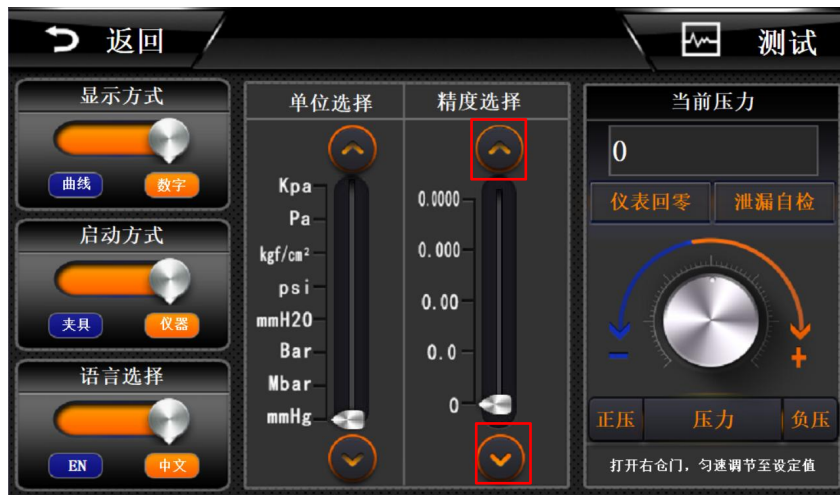 返回
测试
显示方式
曲线 数字
启动方式
夹具 仪器
语言选择
EN 中文
单位选择
Kpa
Pa
kgf/cm²
psi
mmH2O
Bar
Mbar
mmHg
精度选择
0.0000
0.000
0.00
0.0
0
当前压力
0
仪表回零 泄漏自检
− +
正压 压力 负压
打开右仓门，匀速调节至设定值